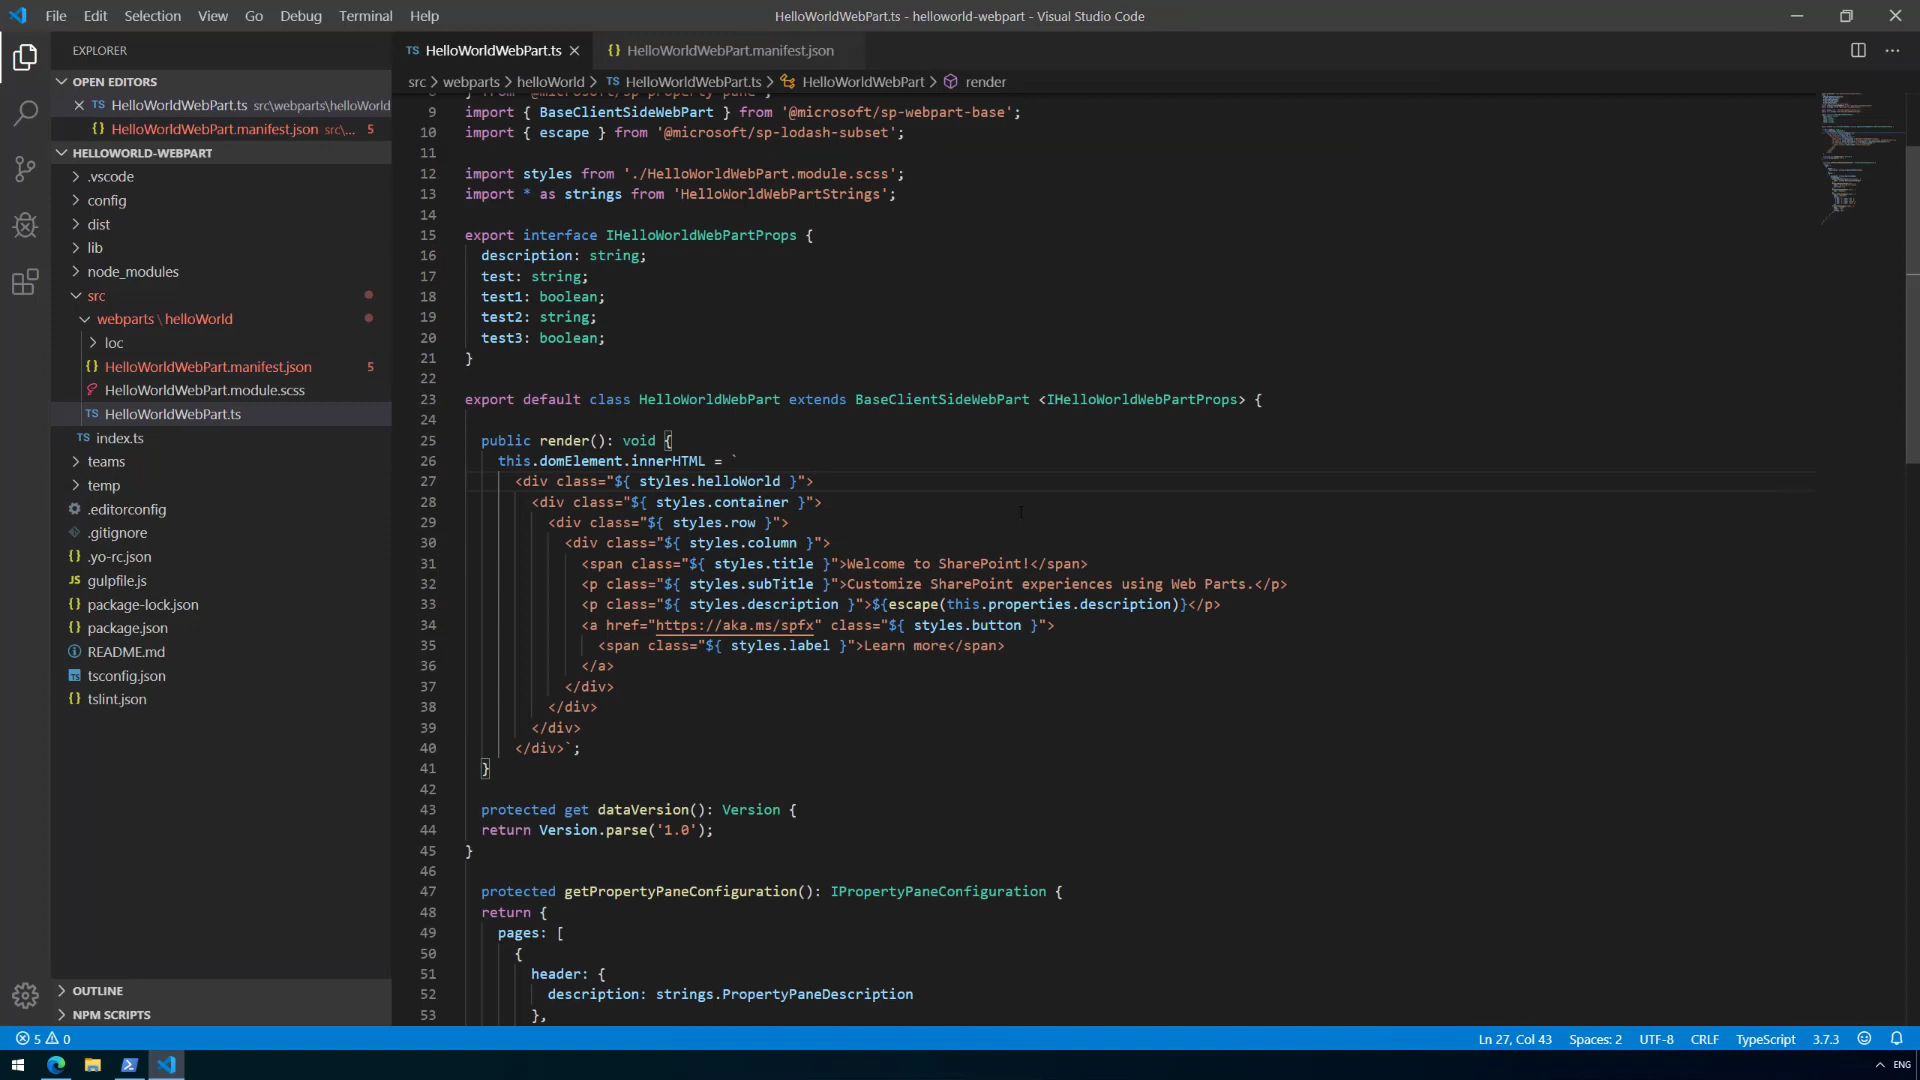 File Edit Selection View Go Debug Terminal Help
HelloWorldWebPart.ts - helloworld-webpart - Visual Studio Code
EXPLORER
OPEN EDITORS
TS HelloWorldWebPart.ts src\webparts\helloWorld
{} HelloWorldWebPart.manifest.json src\... 5
HELLOWORLD-WEBPART
.vscode
config
dist
lib
node_modules
src
webparts \ helloWorld
loc
{} HelloWorldWebPart.manifest.json 5
HelloWorldWebPart.module.scss
TS HelloWorldWebPart.ts
TS index.ts
teams
temp
.editorconfig
.gitignore
{} .yo-rc.json
JS gulpfile.js
{} package-lock.json
{} package.json
README.md
tsconfig.json
{} tslint.json
OUTLINE
NPM SCRIPTS
TS HelloWorldWebPart.ts
{} HelloWorldWebPart.manifest.json
src > webparts > helloWorld > TS HelloWorldWebPart.ts > HelloWorldWebPart > render
8 } from '@microsoft/sp-property-pane';
9 import { BaseClientSideWebPart } from '@microsoft/sp-webpart-base';
10 import { escape } from '@microsoft/sp-lodash-subset';
11
12 import styles from './HelloWorldWebPart.module.scss';
13 import * as strings from 'HelloWorldWebPartStrings';
14
15 export interface IHelloWorldWebPartProps {
16 description: string;
17 test: string;
18 test1: boolean;
19 test2: string;
20 test3: boolean;
21 }
22
23 export default class HelloWorldWebPart extends BaseClientSideWebPart <IHelloWorldWebPartProps> {
24
25 public render(): void {
26 this.domElement.innerHTML = `
27 <div class="${ styles.helloWorld }">
28 <div class="${ styles.container }">
29 <div class="${ styles.row }">
30 <div class="${ styles.column }">
31 <span class="${ styles.title }">Welcome to SharePoint!</span>
32 <p class="${ styles.subTitle }">Customize SharePoint experiences using Web Parts.</p>
33 <p class="${ styles.description }">${escape(this.properties.description)}</p>
34 <a href="https://aka.ms/spfx" class="${ styles.button }">
35 <span class="${ styles.label }">Learn more</span>
36 </a>
37 </div>
38 </div>
39 </div>
40 </div>`;
41 }
42
43 protected get dataVersion(): Version {
44 return Version.parse('1.0');
45 }
46
47 protected getPropertyPaneConfiguration(): IPropertyPaneConfiguration {
48 return {
49 pages: [
50 {
51 header: {
52 description: strings.PropertyPaneDescription
53 },
5 0
Ln 27, Col 43 Spaces: 2 UTF-8 CRLF TypeScript 3.7.3
ENG